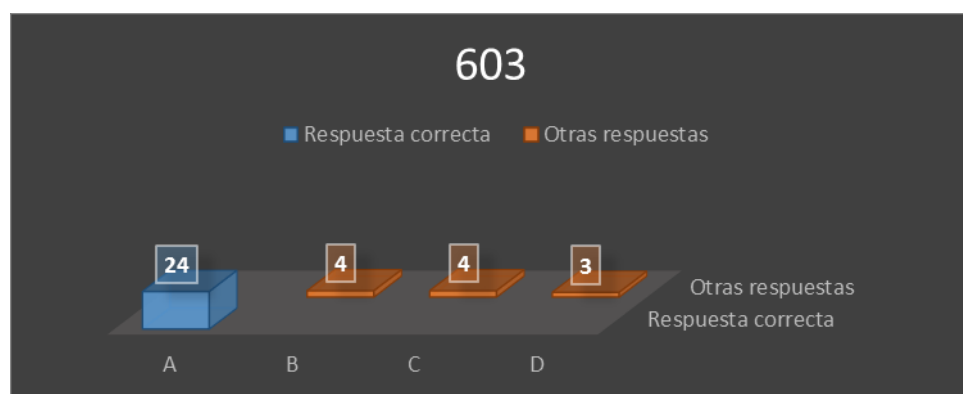 603
Respuesta correcta Otras respuestas
24 4 4 3
Otras respuestas
Respuesta correcta
A B C D